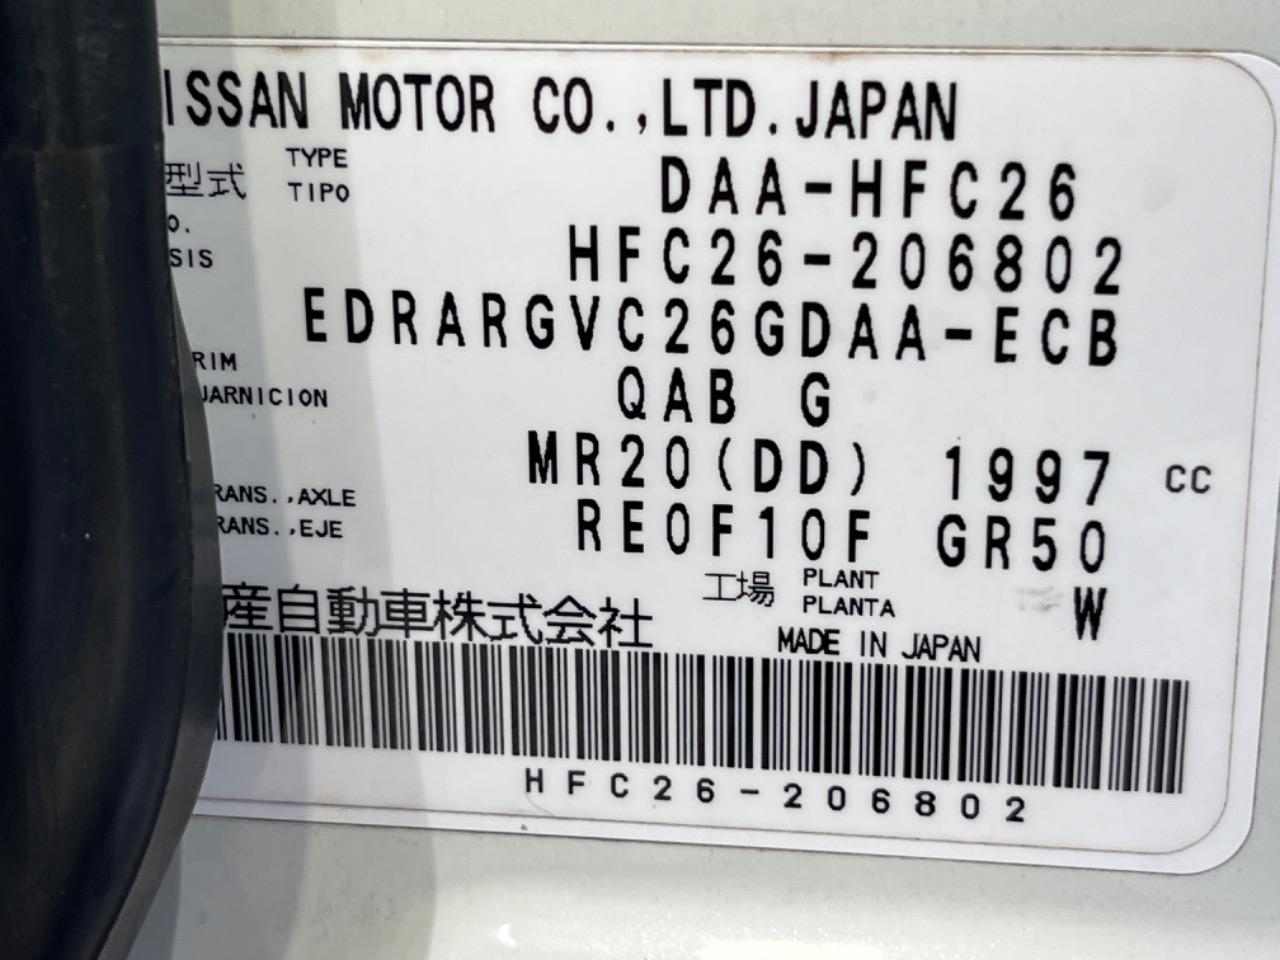 ISSAN MOTOR CO.,LTD.JAPAN
型式 TYPE TIPO DAA-HFC26
O.
SIS HFC26-206802
EDRARGVC26GDAA-ECB
RIM
UARNICION QAB G
MR20(DD) 1997 CC
RANS.,AXLE
RANS.,EJE RE0F10F GR50
工場 PLANT PLANTA W
産自動車株式会社 MADE IN JAPAN
HFC26-206802